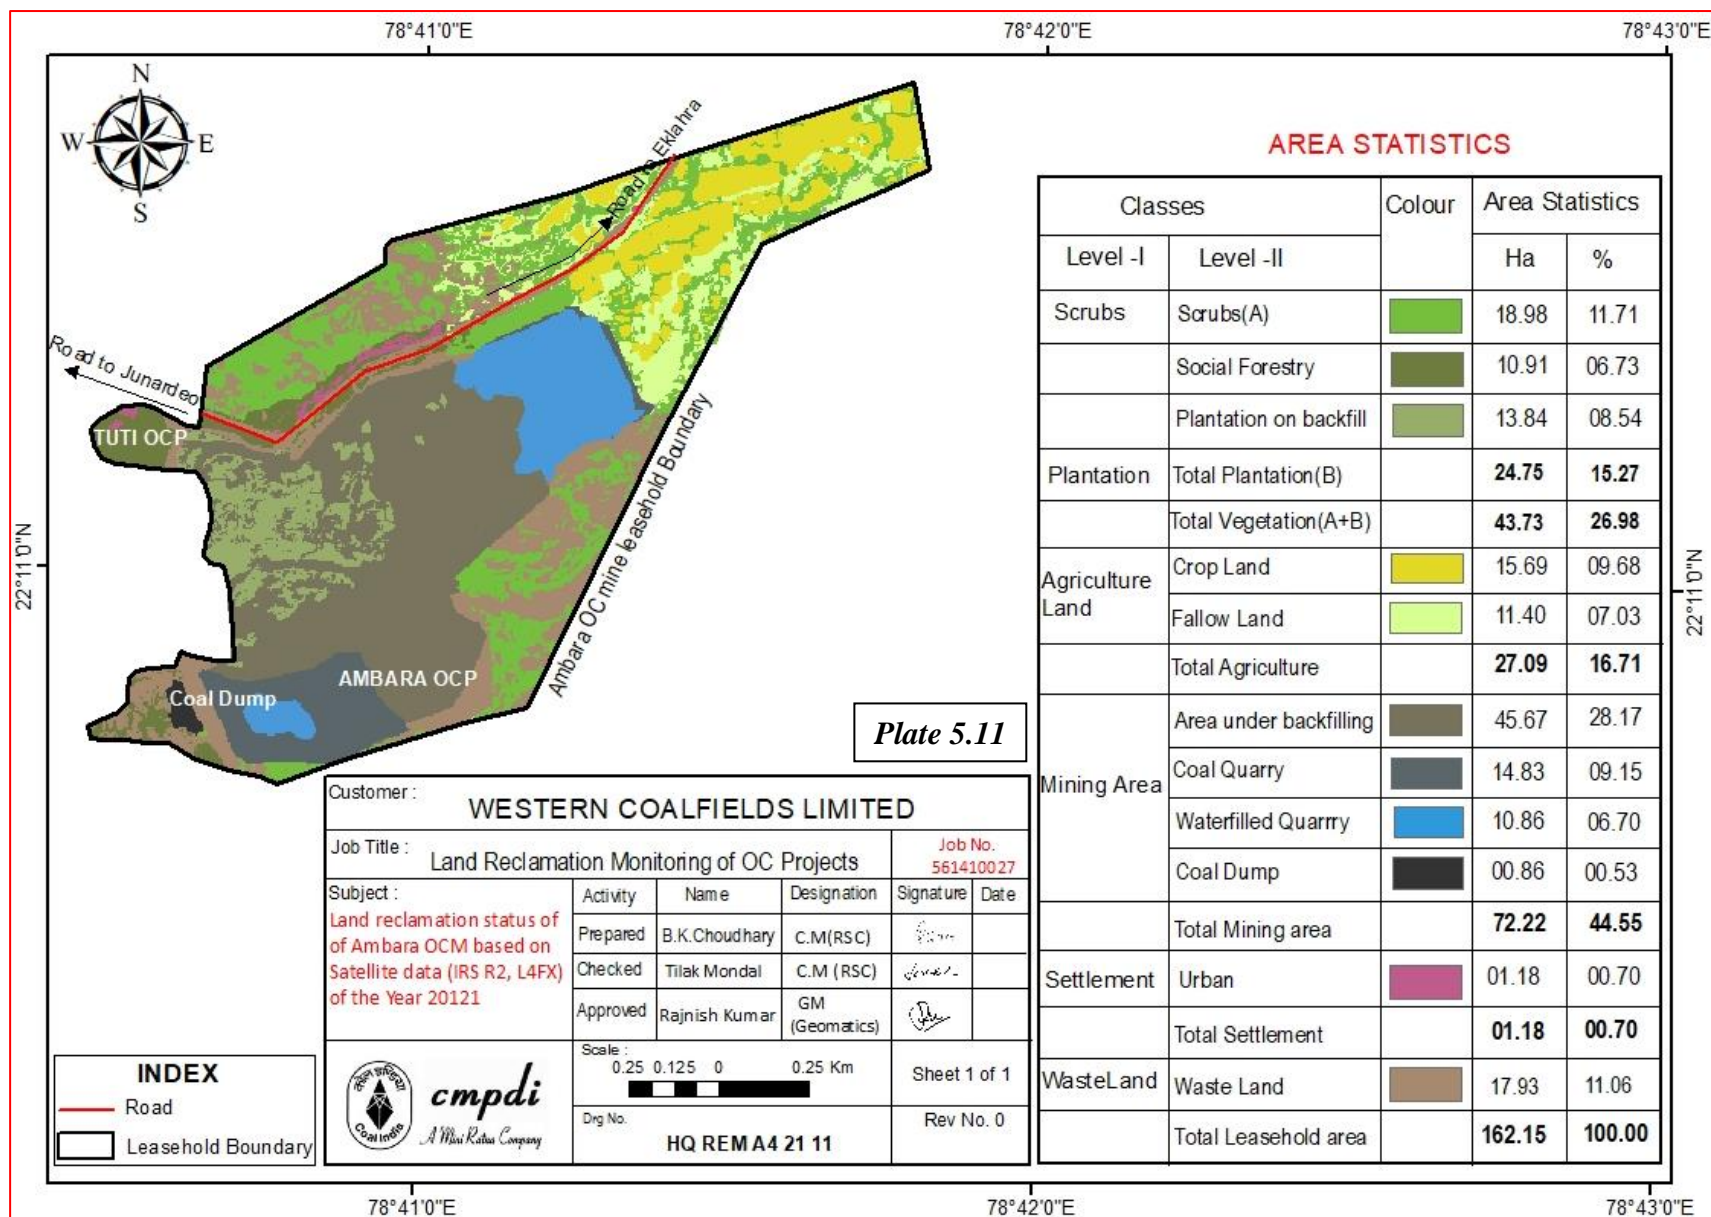 78°41'0"E
78°42'0"E
78°43'0"E
N
W
E
S
Road to Eklahra
Road to Junardeo
TUTI OCP
Ambara OC mine leasehold Boundary
AMBARA OCP
Coal Dump
22°11'0"N
22°11'0"N
Plate 5.11
AREA STATISTICS
Classes Colour Area Statistics
Level -I Level -II Ha %
Scrubs Scrubs(A) 18.98 11.71
Social Forestry 10.91 06.73
Plantation on backfill 13.84 08.54
Plantation Total Plantation(B) 24.75 15.27
Total Vegetation(A+B) 43.73 26.98
Agriculture Land
Crop Land 15.69 09.68
Fallow Land 11.40 07.03
Total Agriculture 27.09 16.71
Mining Area
Area under backfilling 45.67 28.17
Coal Quarry 14.83 09.15
Waterfilled Quarrry 10.86 06.70
Coal Dump 00.86 00.53
Total Mining area 72.22 44.55
Settlement Urban 01.18 00.70
Total Settlement 01.18 00.70
WasteLand Waste Land 17.93 11.06
Total Leasehold area 162.15 100.00
Customer :
WESTERN COALFIELDS LIMITED
Job Title : Land Reclamation Monitoring of OC Projects
Job No.
561410027
Subject :
Land reclamation status of
of Ambara OCM based on
Satellite data (IRS R2, L4FX)
of the Year 20121
Activity Name Designation Signature Date
Prepared B.K.Choudhary C.M(RSC)
Checked Tilak Mondal C.M (RSC)
Approved Rajnish Kumar GM (Geomatics)
कोल इण्डिया
Coal India
cmpdi
A Mini Ratna Company
Scale :
0.25 0.125 0 0.25 Km
Sheet 1 of 1
Drg No.
HQ REM A4 21 11
Rev No. 0
INDEX
Road
Leasehold Boundary
78°41'0"E
78°42'0"E
78°43'0"E